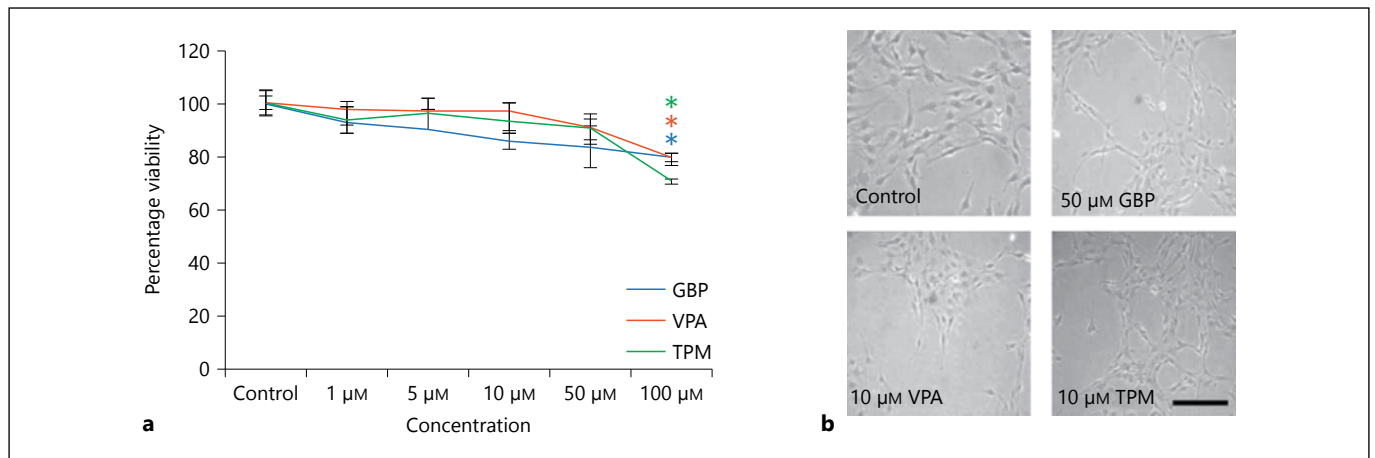 120
100
80
60
40
20
0
Percentage viability
Control 1 μM 5 μM 10 μM 50 μM 100 μM
Concentration
* 
*
*
GBP
VPA
TPM
a
Control
50 μM GBP
10 μM VPA
10 μM TPM
b